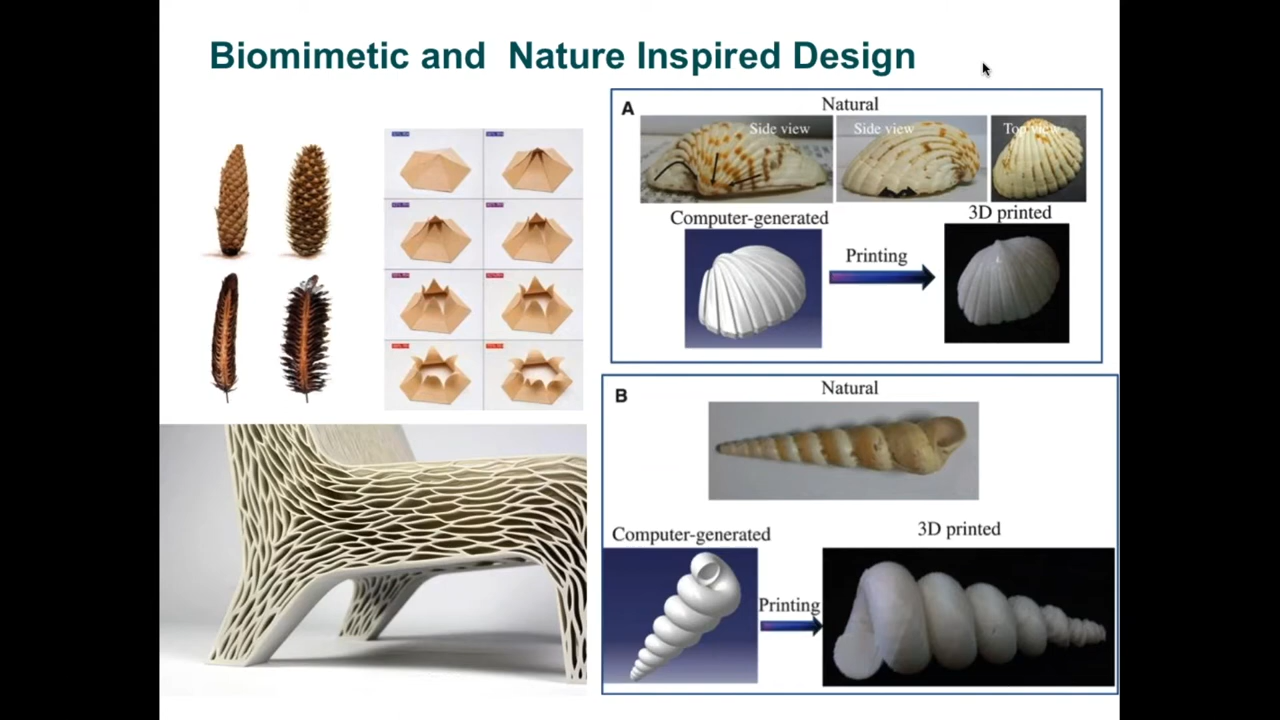 Biomimetic and Nature Inspired Design
A
Natural
Side view
Side view
Top view
Computer-generated
3D printed
Printing
B
Natural
Computer-generated
3D printed
Printing